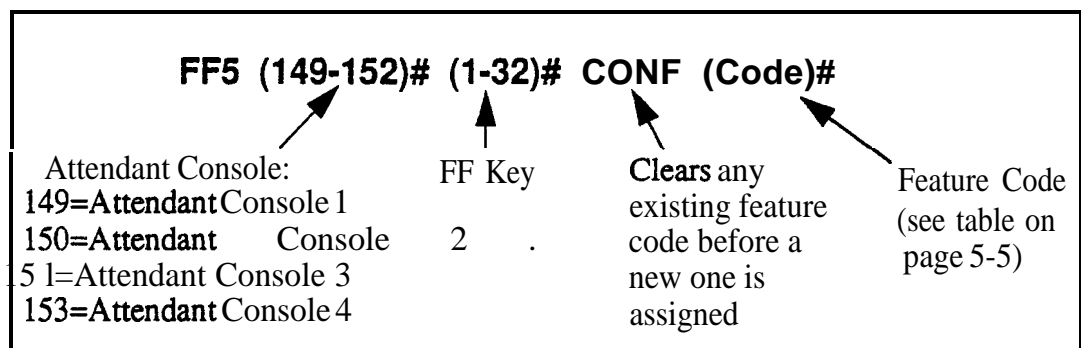 FF5 (149-152)# (1-32)# CONF (Code)#
Attendant Console:
149=Attendant Console 1
150=Attendant Console 2 .
15 l=Attendant Console 3
153=Attendant Console 4
FF Key
Clears any
existing feature
code before a
new one is
assigned
Feature Code
(see table on
page 5-5)